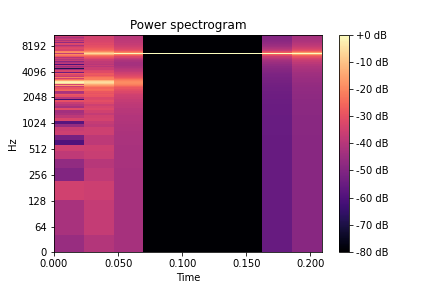 Power spectrogram
8192
4096
2048
1024
512
256
128
64
0
Hz
0.000 0.050 0.100 0.150 0.200
Time
+0 dB
-10 dB
-20 dB
-30 dB
-40 dB
-50 dB
-60 dB
-70 dB
-80 dB